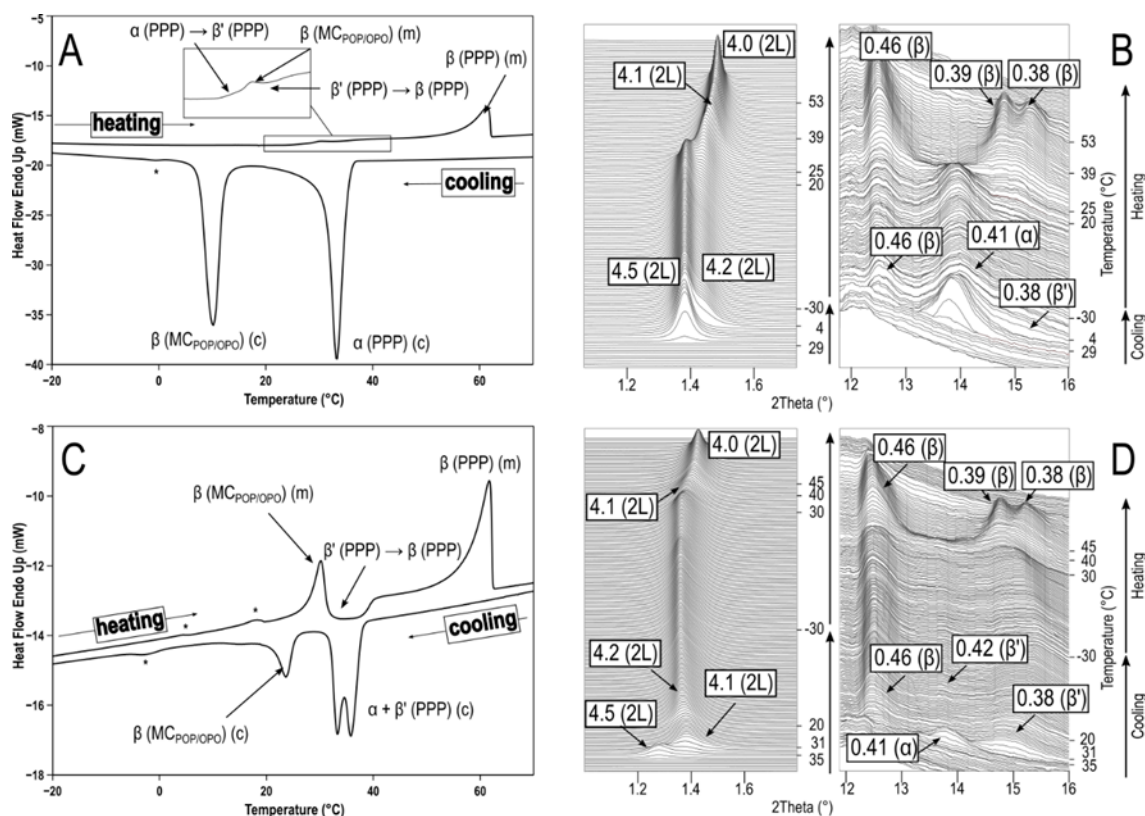 A
α (PPP) → β' (PPP)
β (MCPOP/OPO) (m)
β (PPP) (m)
β' (PPP) → β (PPP)
heating
cooling
*
β (MCPOP/OPO) (c)
α (PPP) (c)
Heat Flow Endo Up (mW)
−5
−10
−15
−20
−25
−30
−35
−40
−20
0
20
40
60
Temperature (°C)
B
4.0 (2L)
4.1 (2L)
4.5 (2L)
4.2 (2L)
53
39
25
20
-30
4
29
1.2
1.4
1.6
2Theta (°)
0.46 (β)
0.39 (β)
0.38 (β)
0.46 (β)
0.41 (α)
0.38 (β')
53
39
25
20
-30
4
29
12
13
14
15
16
Temperature (°C)
Heating
Cooling
C
β (PPP) (m)
β (MCPOP/OPO) (m)
β' (PPP) → β (PPP)
heating
cooling
*
*
*
β (MCPOP/OPO) (c)
α + β' (PPP) (c)
Heat Flow Endo Up (mW)
−8
−10
−12
−14
−16
−18
−20
0
20
40
60
Temperature (°C)
D
4.0 (2L)
4.1 (2L)
4.2 (2L)
4.5 (2L)
4.1 (2L)
45
40
30
-30
20
31
35
1.2
1.4
1.6
2Theta (°)
0.46 (β)
0.39 (β)
0.38 (β)
0.46 (β)
0.42 (β')
0.38 (β')
0.41 (α)
45
40
30
-30
20
31
35
12
13
14
15
16
Temperature (°C)
Heating
Cooling